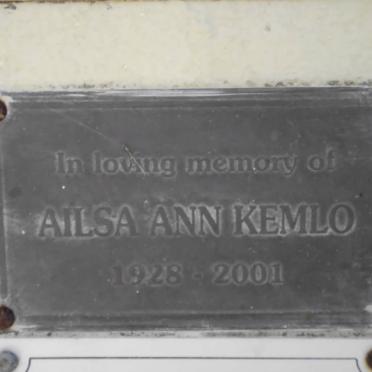 In loving memory of
AILSA ANN KEMLO
1928 - 2001